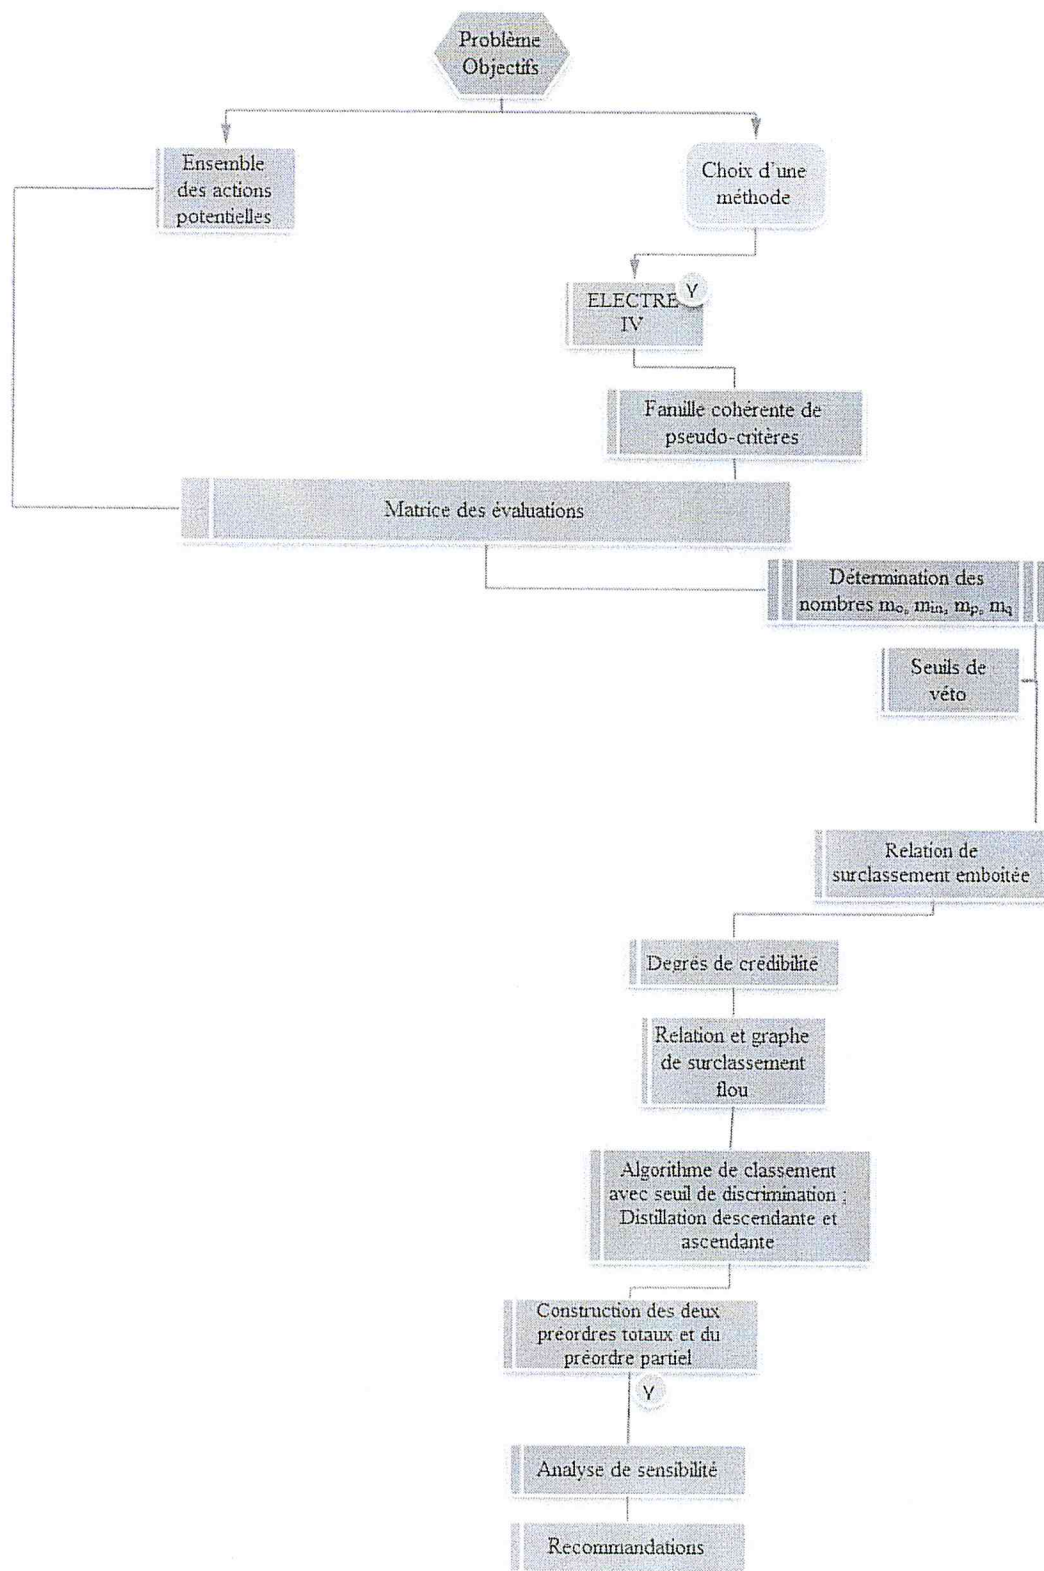 Problème
Objectifs
Ensemble
des actions
potentielles
Choix d'une
méthode
ELECTRE
IV
Y
Famille cohérente de
pseudo-critères
Matrice des évaluations
Détermination des
nombres mₒ, mᵢₙ, mₚ, m_q
Seuils de
véto
Relation de
surclassement emboitée
Degrés de crédibilité
Relation et graphe
de surclassement
flou
Algorithme de classement
avec seuil de discrimination :
Distillation descendante et
ascendante
Construction des deux
préordres totaux et du
préordre partiel
Y
Analyse de sensibilité
Recommandations